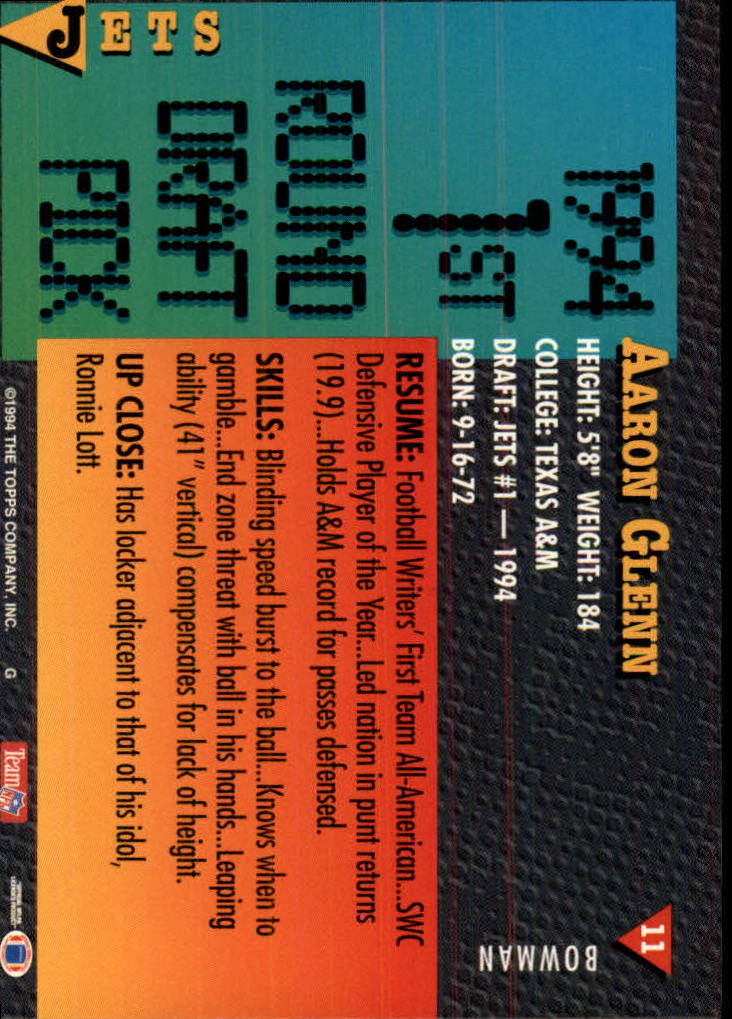 11
BOWMAN
AARON GLENN
HEIGHT: 5'8" WEIGHT: 184
COLLEGE: TEXAS A&M
DRAFT: JETS #1 — 1994
BORN: 9-16-72
1994
1ST
ROUND
DRAFT
PICK
JETS
RESUME: Football Writers' First Team All-American...SWC
Defensive Player of the Year...Led nation in punt returns
(19.9)...Holds A&M record for passes defensed.
SKILLS: Blinding speed burst to the ball...Knows when to
gamble...End zone threat with ball in his hands...Leaping
ability (41" vertical) compensates for lack of height.
UP CLOSE: Has locker adjacent to that of his idol,
Ronnie Lott.
©1994 THE TOPPS COMPANY, INC. G
Team NFL